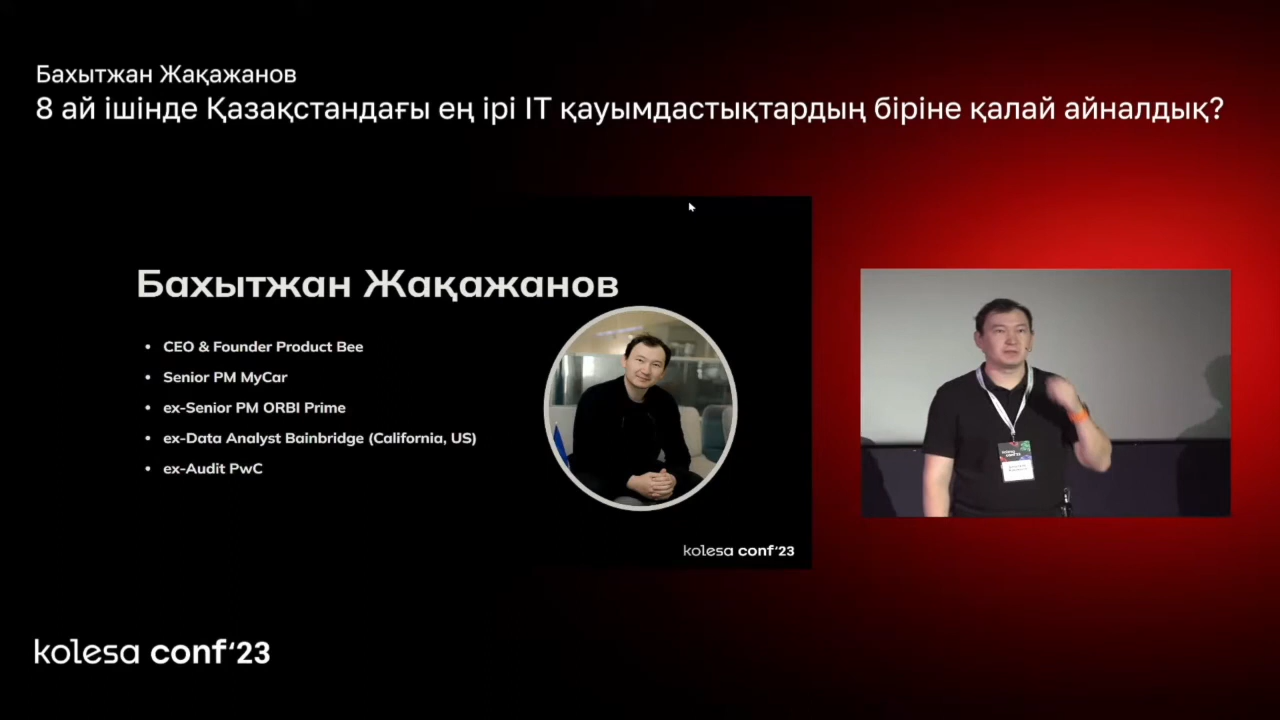 Бахытжан Жақажанов
8 ай ішінде Қазақстандағы ең ірі IT қауымдастықтардың біріне қалай айналдық?
Бахытжан Жақажанов
• CEO & Founder Product Bee
• Senior PM MyCar
• ex-Senior PM ORBI Prime
• ex-Data Analyst Bainbridge (California, US)
• ex-Audit PwC
kolesa conf'23
kolesa conf'23